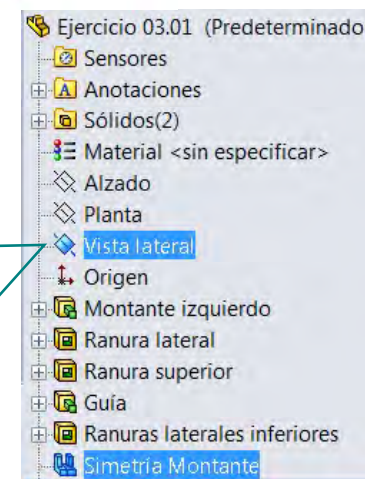 Ejercicio 03.01 (Predeterminado
Sensores
Anotaciones
Sólidos(2)
Material <sin especificar>
Alzado
Planta
Vista lateral
Origen
Montante izquierdo
Ranura lateral
Ranura superior
Guía
Ranuras laterales inferiores
Simetría Montante